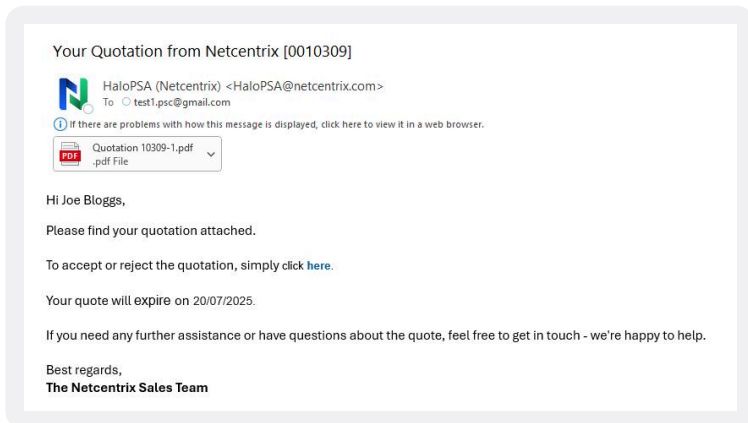 Your Quotation from Netcentrix [0010309]
HaloPSA (Netcentrix) <HaloPSA@netcentrix.com>
To test1.psc@gmail.com
If there are problems with how this message is displayed, click here to view it in a web browser.
PDF
Quotation 10309-1.pdf
.pdf File
Hi Joe Bloggs,
Please find your quotation attached.
To accept or reject the quotation, simply click here.
Your quote will expire on 20/07/2025.
If you need any further assistance or have questions about the quote, feel free to get in touch - we're happy to help.
Best regards,
The Netcentrix Sales Team